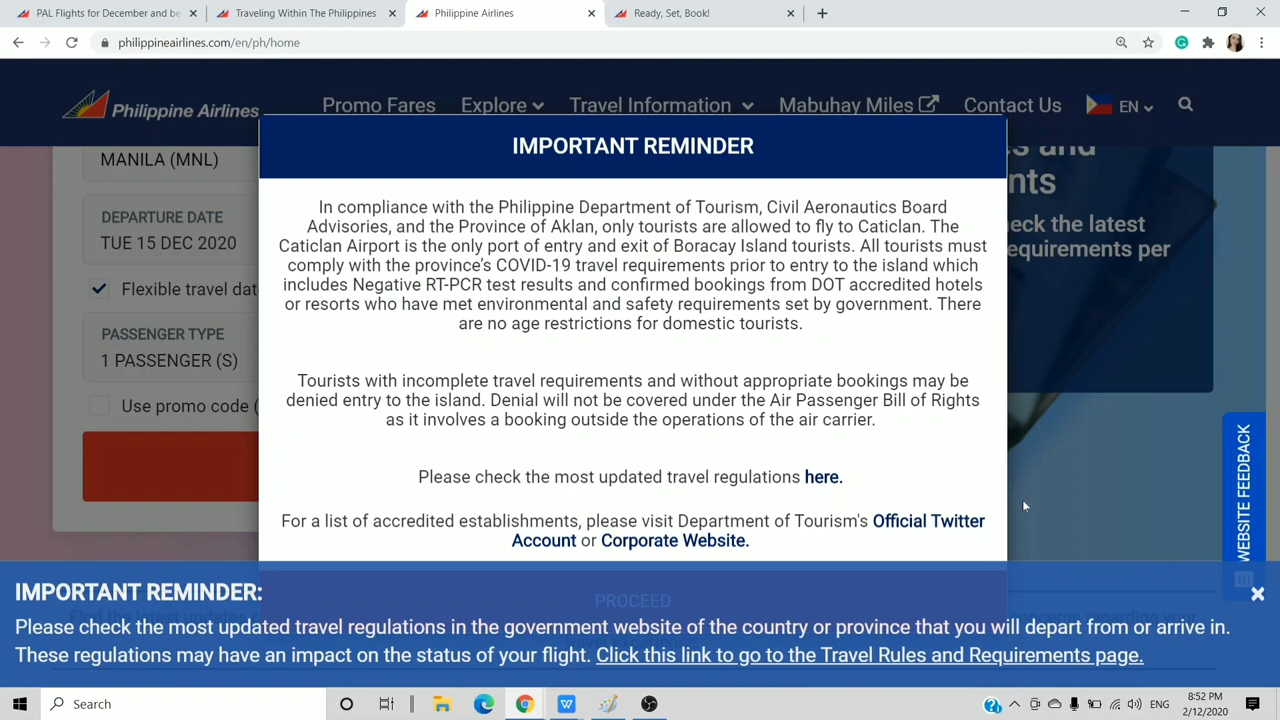 PAL Flights for December and be
Traveling Within The Philippines
Philippine Airlines
Ready, Set, Book!
philippineairlines.com/en/ph/home
Philippine Airlines
Promo Fares
Explore
Travel Information
Mabuhay Miles
Contact Us
EN
MANILA (MNL)
DEPARTURE DATE
TUE 15 DEC 2020
Flexible travel dat
PASSENGER TYPE
1 PASSENGER (S)
Use promo code (
IMPORTANT REMINDER
In compliance with the Philippine Department of Tourism, Civil Aeronautics Board
Advisories, and the Province of Aklan, only tourists are allowed to fly to Caticlan. The
Caticlan Airport is the only port of entry and exit of Boracay Island tourists. All tourists must
comply with the province's COVID-19 travel requirements prior to entry to the island which
includes Negative RT-PCR test results and confirmed bookings from DOT accredited hotels
or resorts who have met environmental and safety requirements set by government. There
are no age restrictions for domestic tourists.
Tourists with incomplete travel requirements and without appropriate bookings may be
denied entry to the island. Denial will not be covered under the Air Passenger Bill of Rights
as it involves a booking outside the operations of the air carrier.
Please check the most updated travel regulations here.
For a list of accredited establishments, please visit Department of Tourism's Official Twitter
Account or Corporate Website.
PROCEED
and
nts
check the latest
equirements per
WEBSITE FEEDBACK
IMPORTANT REMINDER:
Please check the most updated travel regulations in the government website of the country or province that you will depart from or arrive in.
These regulations may have an impact on the status of your flight. Click this link to go to the Travel Rules and Requirements page.
Search
ENG
8:52 PM
2/12/2020